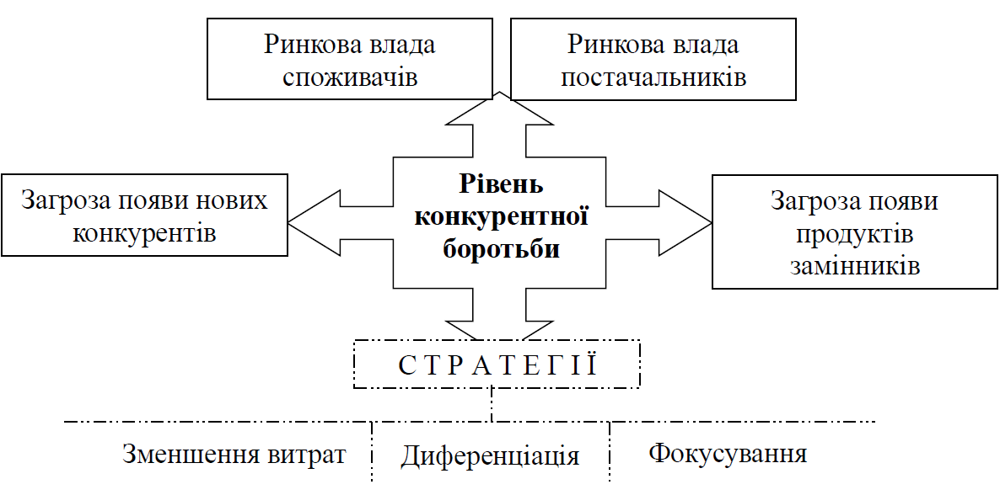 Ринкова влада
споживачів
Ринкова влада
постачальників
Загроза появи нових
конкурентів
Рівень
конкурентної
боротьби
Загроза появи
продуктів
замінників
С Т Р А Т Е Г І Ї
Зменшення витрат
Диференціація
Фокусування